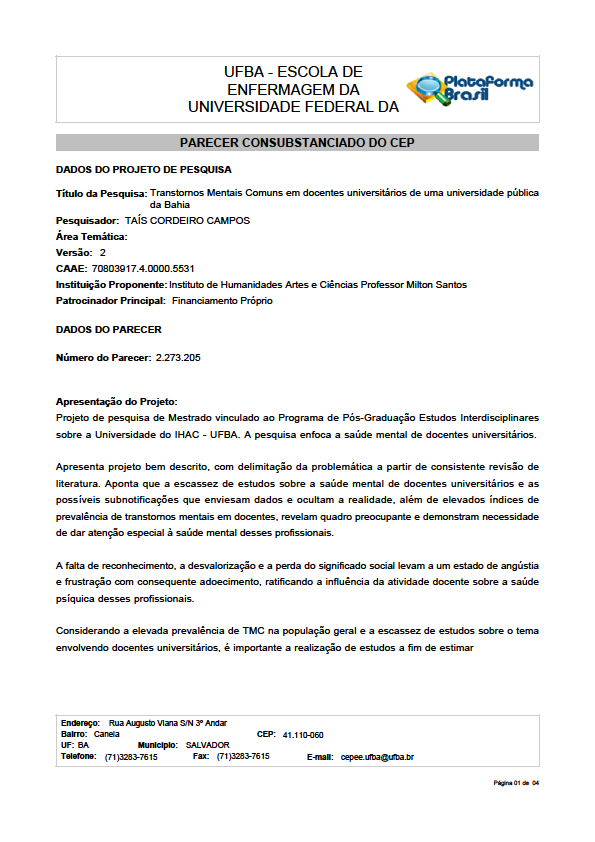 UFBA - ESCOLA DE
ENFERMAGEM DA
UNIVERSIDADE FEDERAL DA
Plataforma
Brasil
PARECER CONSUBSTANCIADO DO CEP
DADOS DO PROJETO DE PESQUISA
Título da Pesquisa: Transtornos Mentais Comuns em docentes universitários de uma universidade pública
da Bahia
Pesquisador: TAÍS CORDEIRO CAMPOS
Área Temática:
Versão: 2
CAAE: 70803917.4.0000.5531
Instituição Proponente: Instituto de Humanidades Artes e Ciências Professor Milton Santos
Patrocinador Principal: Financiamento Próprio
DADOS DO PARECER
Número do Parecer: 2.273.205
Apresentação do Projeto:
Projeto de pesquisa de Mestrado vinculado ao Programa de Pós-Graduação Estudos Interdisciplinares
sobre a Universidade do IHAC - UFBA. A pesquisa enfoca a saúde mental de docentes universitários.
Apresenta projeto bem descrito, com delimitação da problemática a partir de consistente revisão de
literatura. Aponta que a escassez de estudos sobre a saúde mental de docentes universitários e as
possíveis subnotificações que enviesam dados e ocultam a realidade, além de elevados índices de
prevalência de transtornos mentais em docentes, revelam quadro preocupante e demonstram necessidade
de dar atenção especial à saúde mental desses profissionais.
A falta de reconhecimento, a desvalorização e a perda do significado social levam a um estado de angústia
e frustração com consequente adoecimento, ratificando a influência da atividade docente sobre a saúde
psíquica desses profissionais.
Considerando a elevada prevalência de TMC na população geral e a escassez de estudos sobre o tema
envolvendo docentes universitários, é importante a realização de estudos a fim de estimar
Endereço: Rua Augusto Viana S/N 3º Andar
Bairro: Canela CEP: 41.110-060
UF: BA Município: SALVADOR
Telefone: (71)3283-7615 Fax: (71)3283-7615 E-mail: cepee.ufba@ufba.br
Página 01 de 04